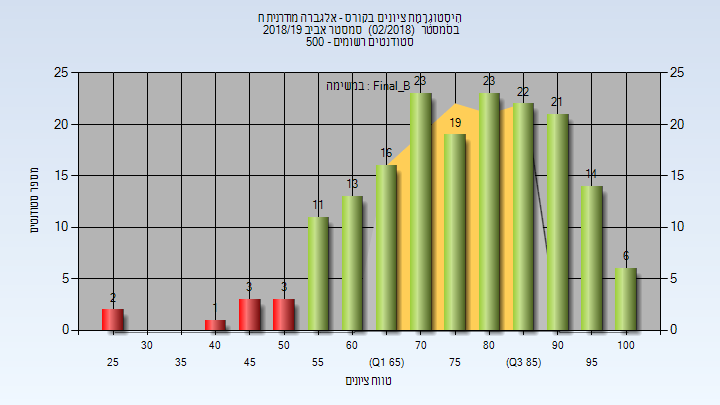 היסטוגרמת ציונים בקורס - אלגברה מודרנית ח
בסמסטר (02/2018) סמסטר אביב 2018/19
סטודנטים רשומים - 500
במשימה : Final_B
מספר סטודנטים
25 25
20 20
15 15
10 10
5 5
0 0
2 1 3 3 11 13 16 23 19 23 22 21 14 6
30 40 50 60 70 80 90 100
25 35 45 55 (Q1 65) 75 (Q3 85) 95
טווח ציונים